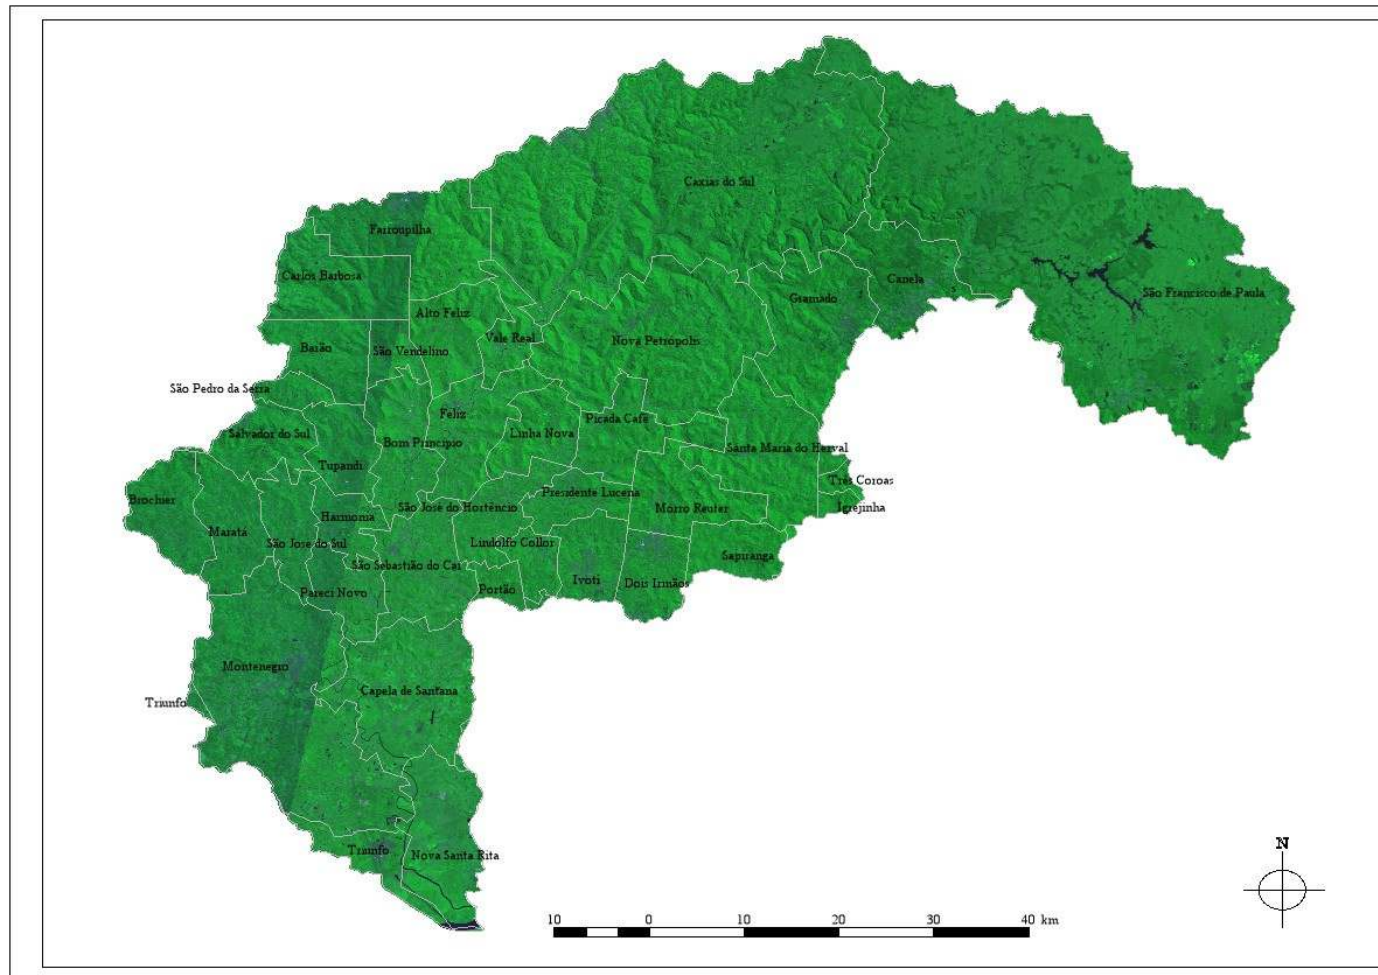 Caxias do Sul
Farroupilha
Carlos Barbosa
Canela
São Francisco de Paula
Gramado
Alto Feliz
Vale Real
Nova Petrópolis
Barão
São Vendelino
São Pedro da Serra
Feliz
Picada Café
Salvador do Sul
Bom Princípio
Linha Nova
Santa Maria do Herval
Tupandi
Três Coroas
Brochier
Presidente Lucena
São José do Hortêncio
Morro Reuter
Igrejinha
Harmonia
Maratá
São Jose do Sul
Lindolfo Collor
Sapiranga
São Sebastião do Caí
Ivoti
Dois Irmãos
Portão
Pareci Novo
Montenegro
Capela de Santana
Triunfo
Triunfo
Nova Santa Rita
N
10 0 10 20 30 40 km